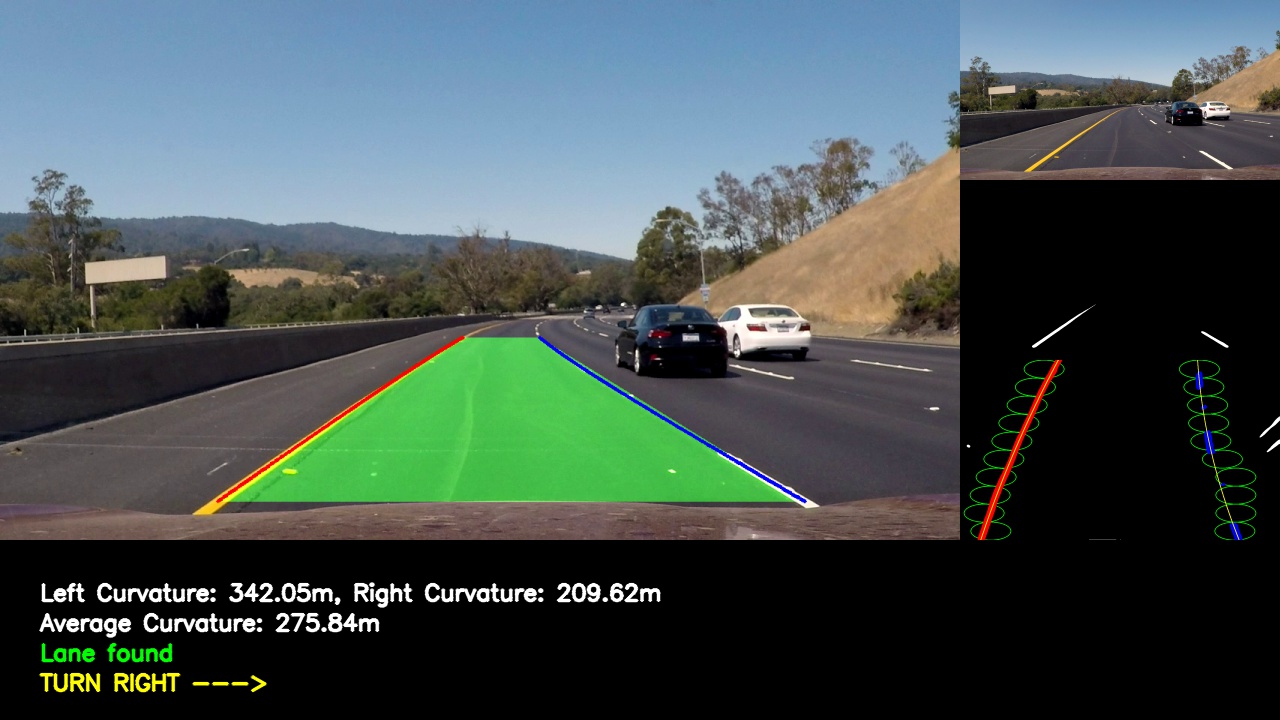 Left Curvature: 342.05m, Right Curvature: 209.62m
Average Curvature: 275.84m
Lane found
TURN RIGHT --->